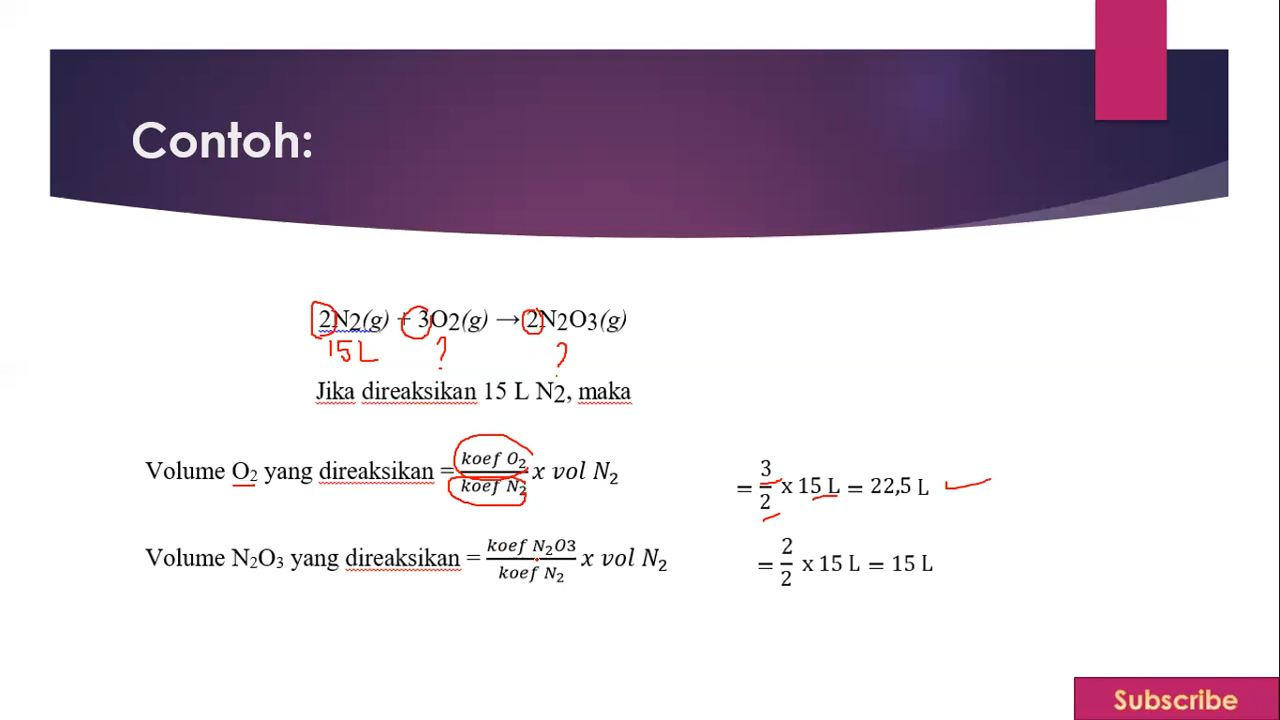 Contoh:
2N2(g) + 3O2(g) → 2N2O3(g)
15 L ? ?
Jika direaksikan 15 L N2, maka
Volume O₂ yang direaksikan = koef O₂ / koef N₂ x vol N₂ = 3/2 x 15 L = 22,5 L
Volume N₂O₃ yang direaksikan = koef N₂O3 / koef N₂ x vol N₂ = 2/2 x 15 L = 15 L
Subscribe